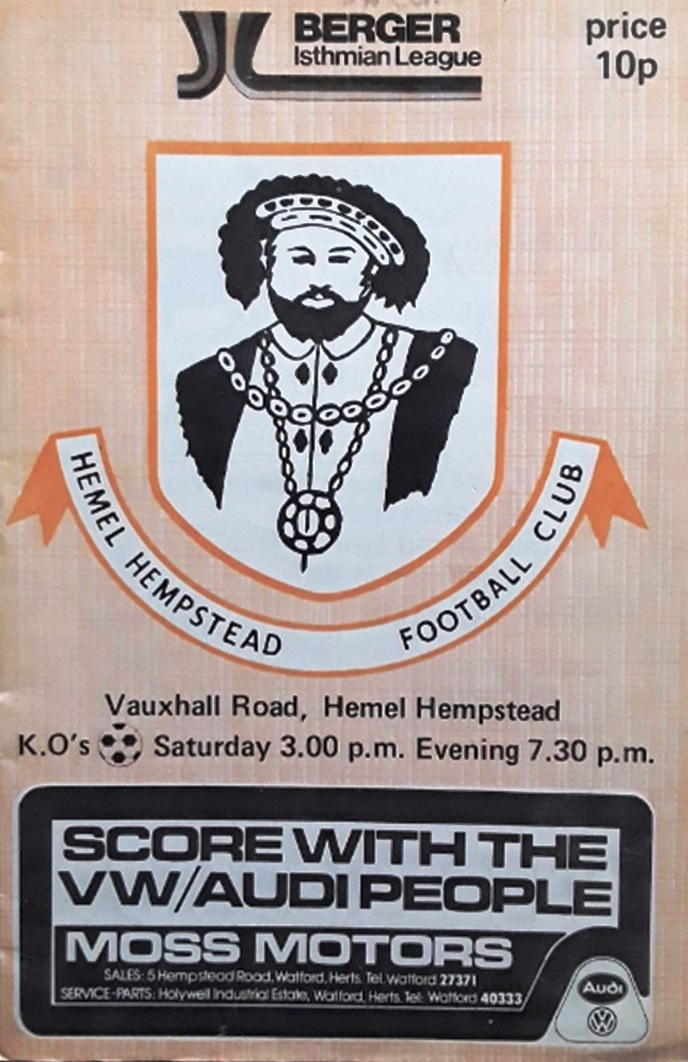 BERGER
Isthmian League
price
10p
HEMEL HEMPSTEAD FOOTBALL CLUB
Vauxhall Road, Hemel Hempstead
K.O's Saturday 3.00 p.m. Evening 7.30 p.m.
SCORE WITH THE
VW/AUDI PEOPLE
MOSS MOTORS
SALES: 5 Hempstead Road, Watford, Herts. Tel. Watford 27371
SERVICE-PARTS: Holywell Industrial Estate, Watford, Herts. Tel: Watford 40333
Audi
VW